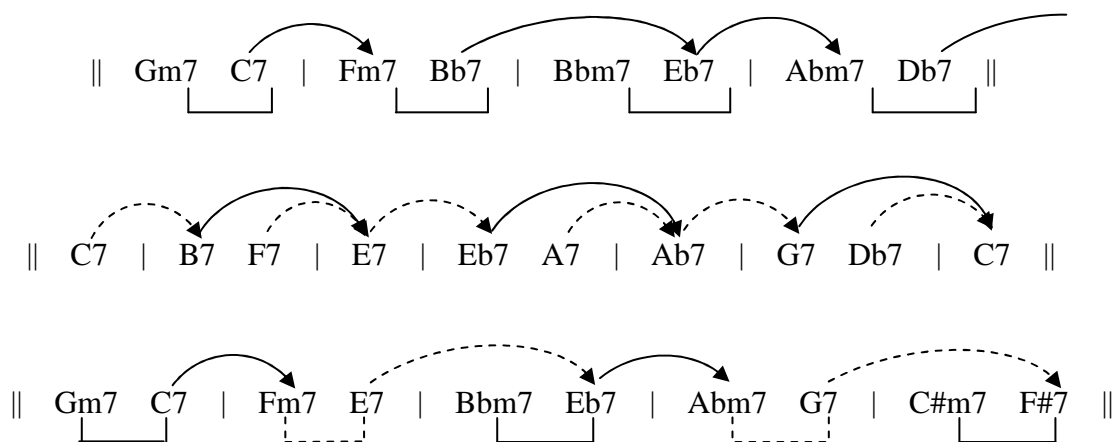 ‖ Gm7 C7 | Fm7 Bb7 | Bbm7 Eb7 | Abm7 Db7 ‖
‖ C7 | B7 F7 | E7 | Eb7 A7 | Ab7 | G7 Db7 | C7 ‖
‖ Gm7 C7 | Fm7 E7 | Bbm7 Eb7 | Abm7 G7 | C#m7 F#7 ‖